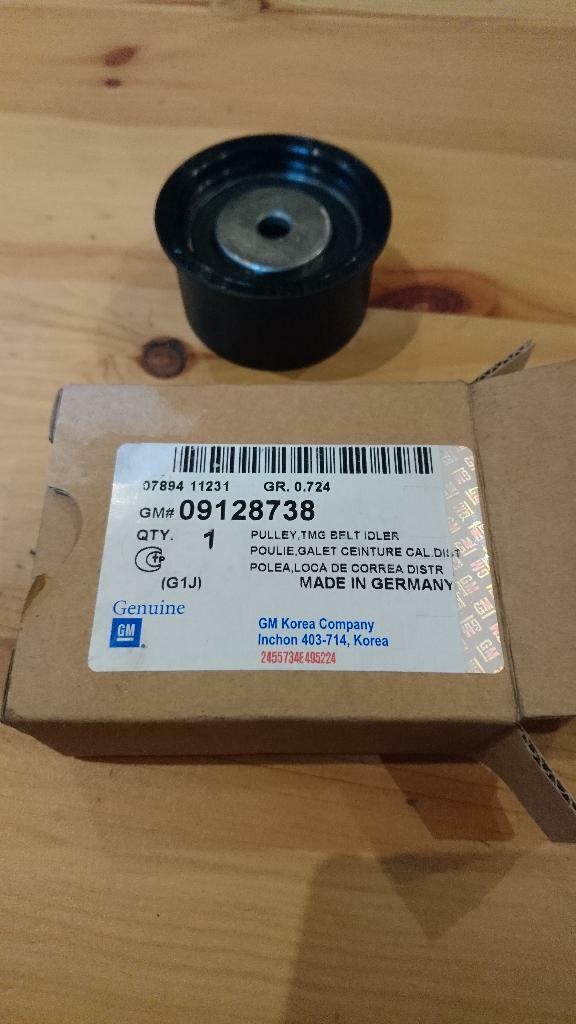 07894 11231 GR. 0.724
GM# 09128738
QTY. 1
PULLEY,TMG BELT IDLER
POULIE,GALET CEINTURE CAL.DIST
POLEA,LOCA DE CORREA DISTR
(G1J) MADE IN GERMANY
Genuine
GM
GM Korea Company
Inchon 403-714, Korea
2455734E495224